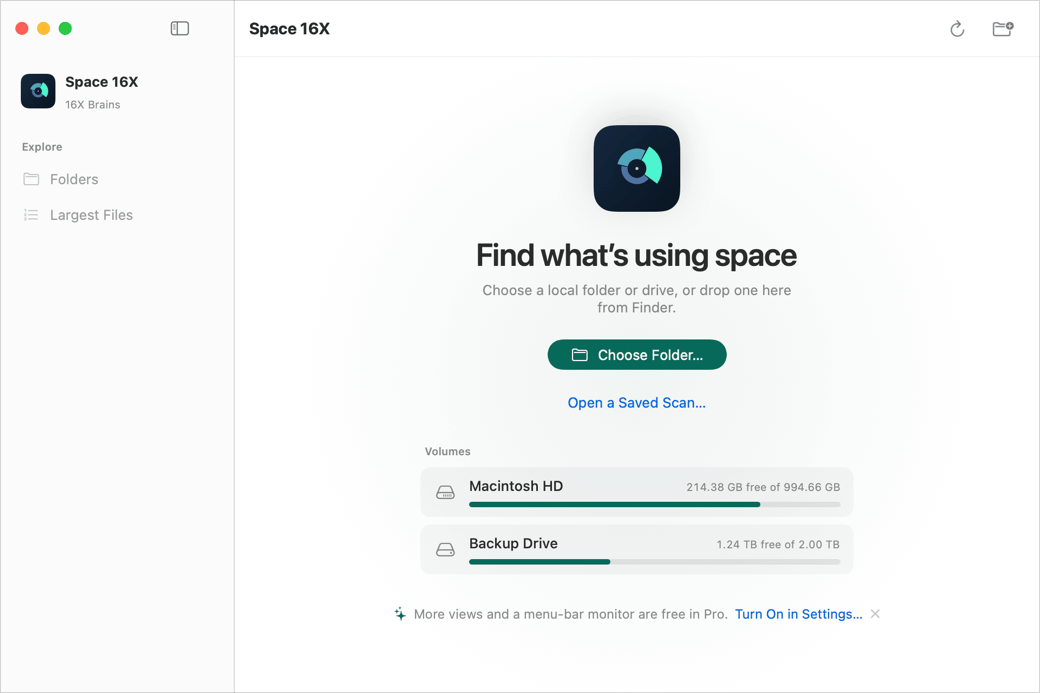 Space 16X
Space 16X
16X Brains
Explore
Folders
Largest Files
Find what's using space
Choose a local folder or drive, or drop one here
from Finder.
Choose Folder...
Open a Saved Scan...
Volumes
Macintosh HD
214.38 GB free of 994.66 GB
Backup Drive
1.24 TB free of 2.00 TB
More views and a menu-bar monitor are free in Pro. Turn On in Settings...